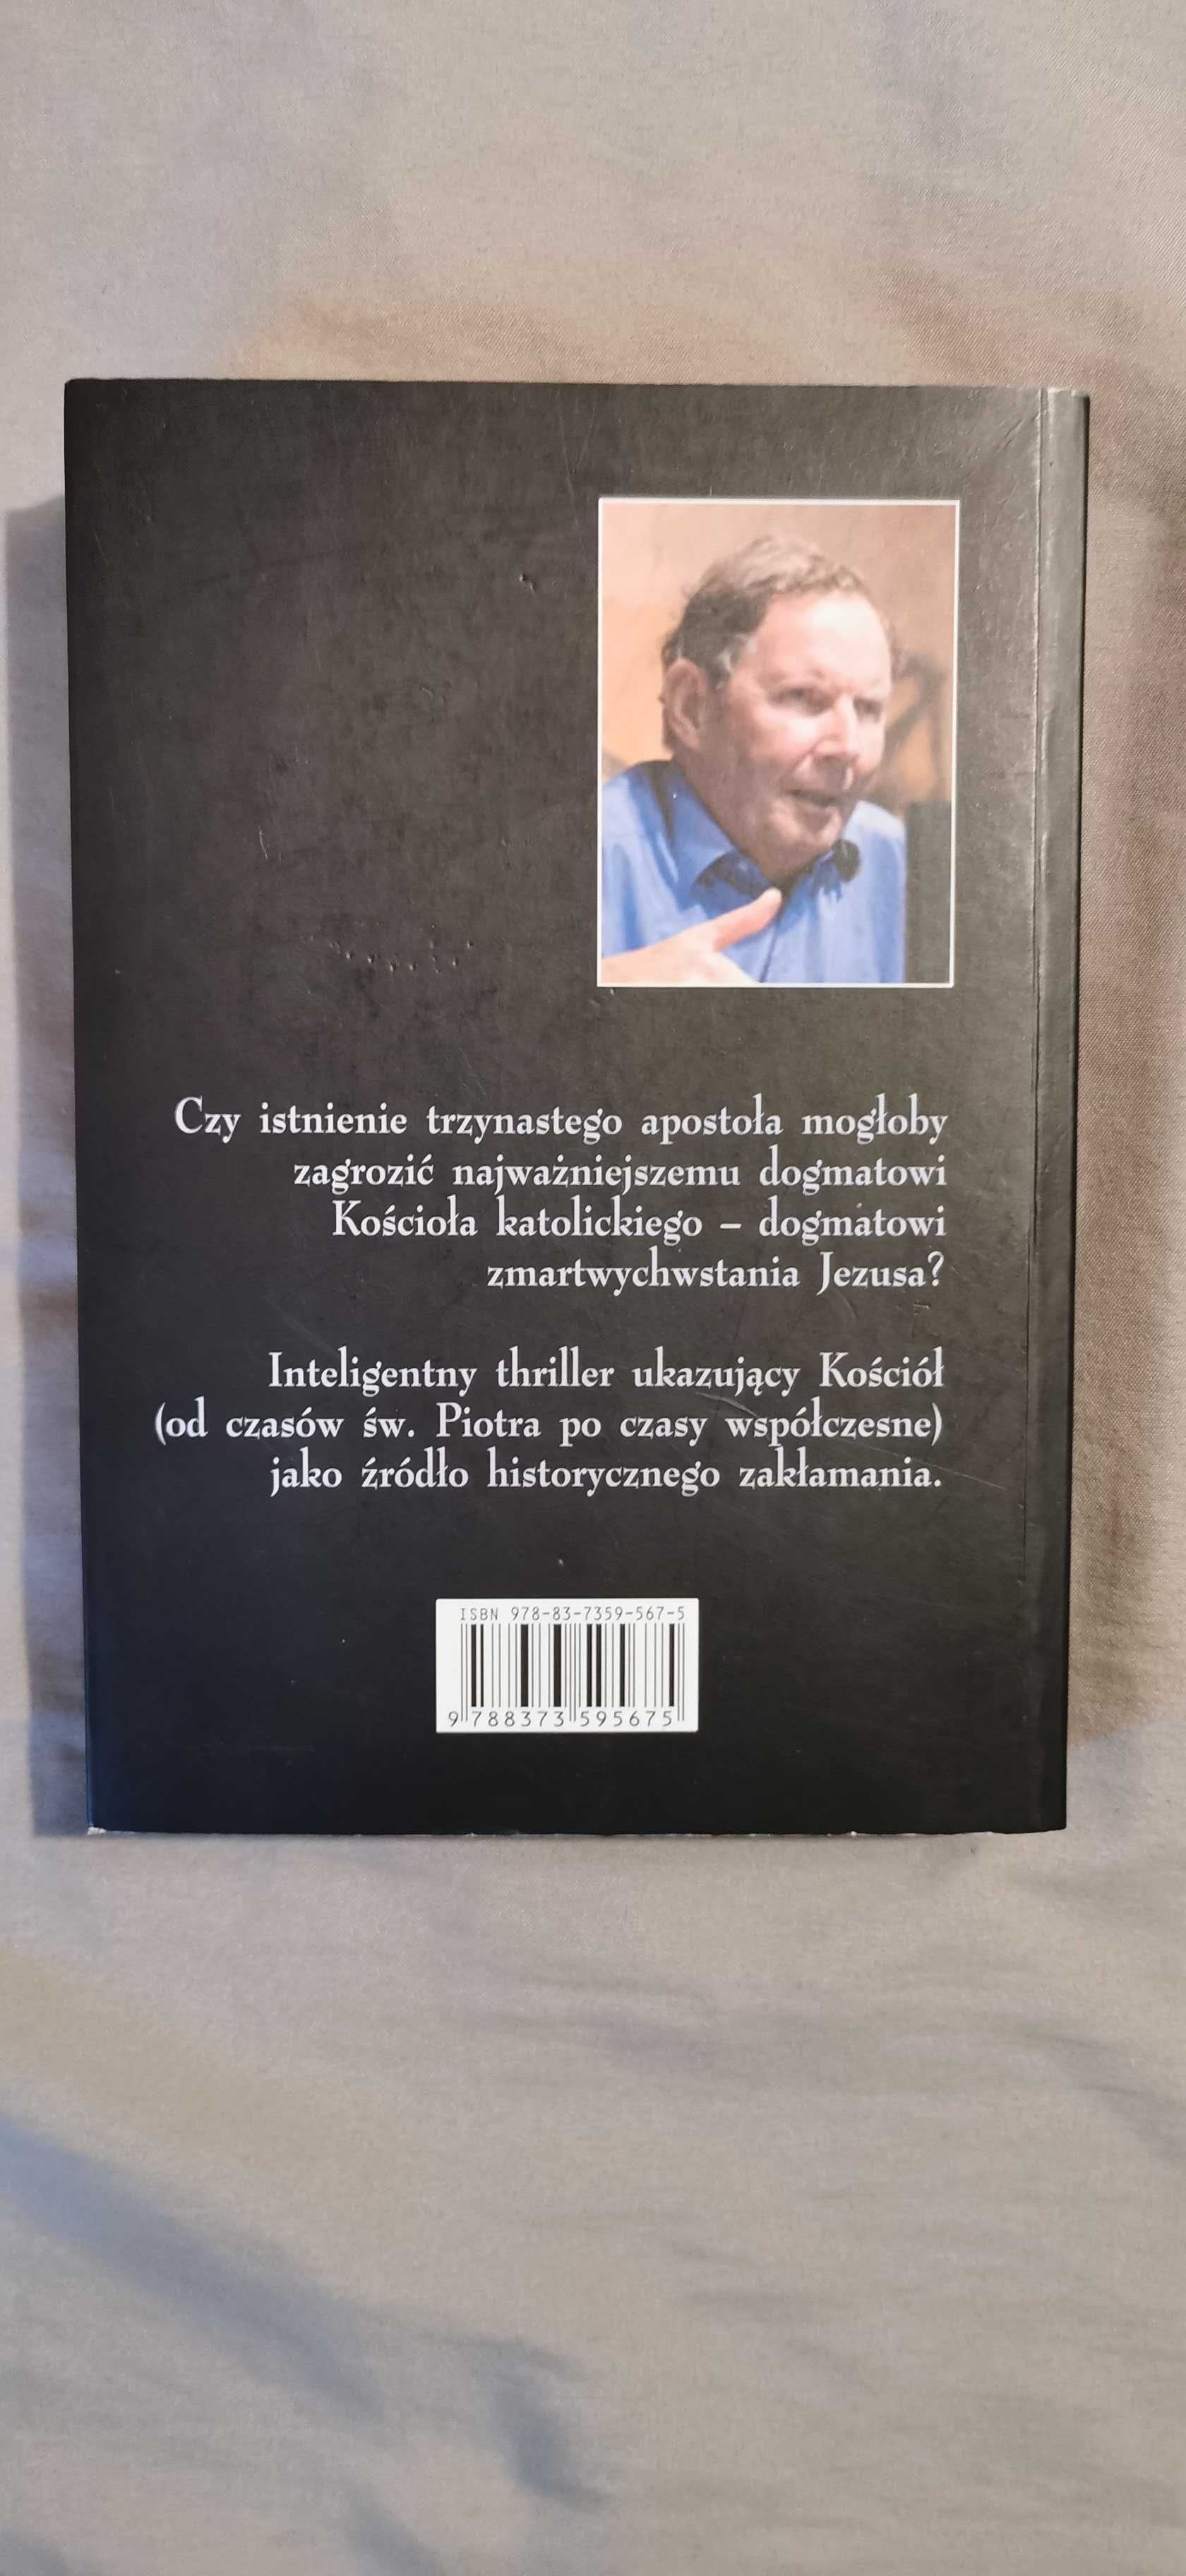 Czy istnienie trzynastego apostoła mogłoby
zagrozić najważniejszemu dogmatowi
Kościoła katolickiego – dogmatowi
zmartwychwstania Jezusa?
Inteligentny thriller ukazujący Kościół
(od czasów św. Piotra po czasy współczesne)
jako źródło historycznego zakłamania.
ISBN 978-83-7359-567-5
9 788373 595675